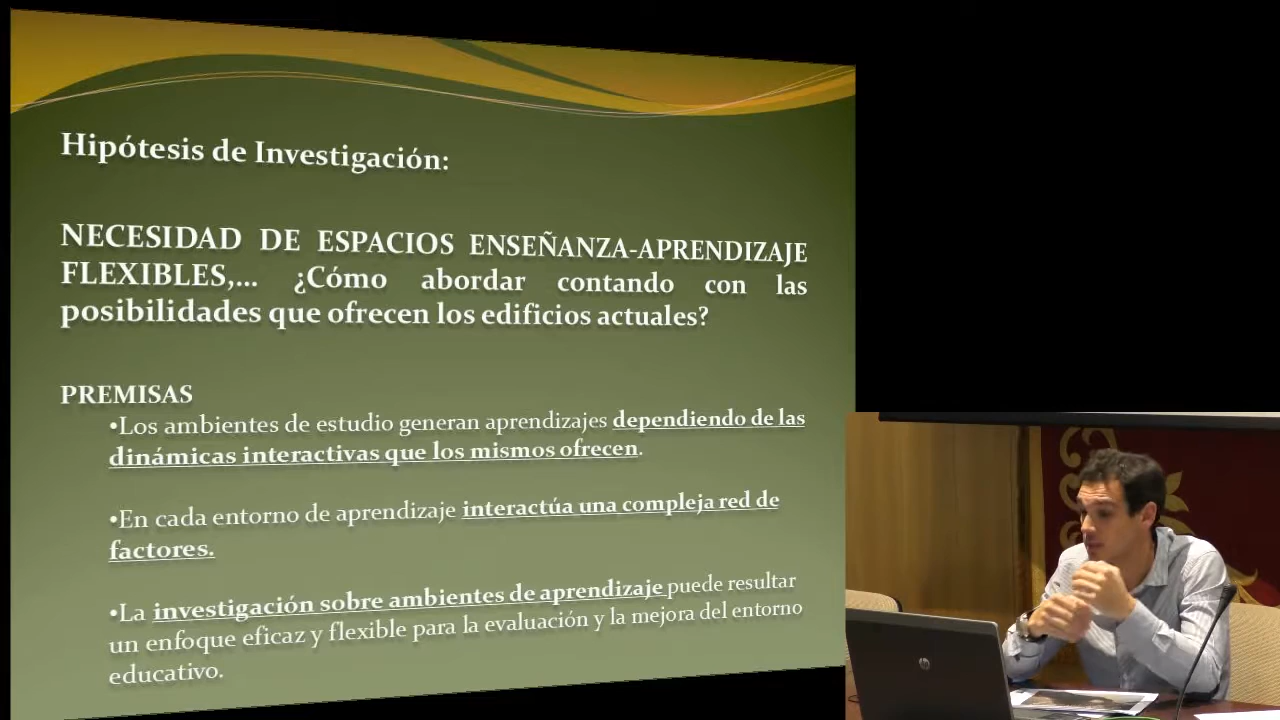 Hipótesis de Investigación:
NECESIDAD DE ESPACIOS ENSEÑANZA-APRENDIZAJE
FLEXIBLES,... ¿Cómo abordar contando con las
posibilidades que ofrecen los edificios actuales?
PREMISAS
•Los ambientes de estudio generan aprendizajes dependiendo de las
dinámicas interactivas que los mismos ofrecen.
•En cada entorno de aprendizaje interactúa una compleja red de
factores.
•La investigación sobre ambientes de aprendizaje puede resultar
un enfoque eficaz y flexible para la evaluación y la mejora del entorno
educativo.
hp